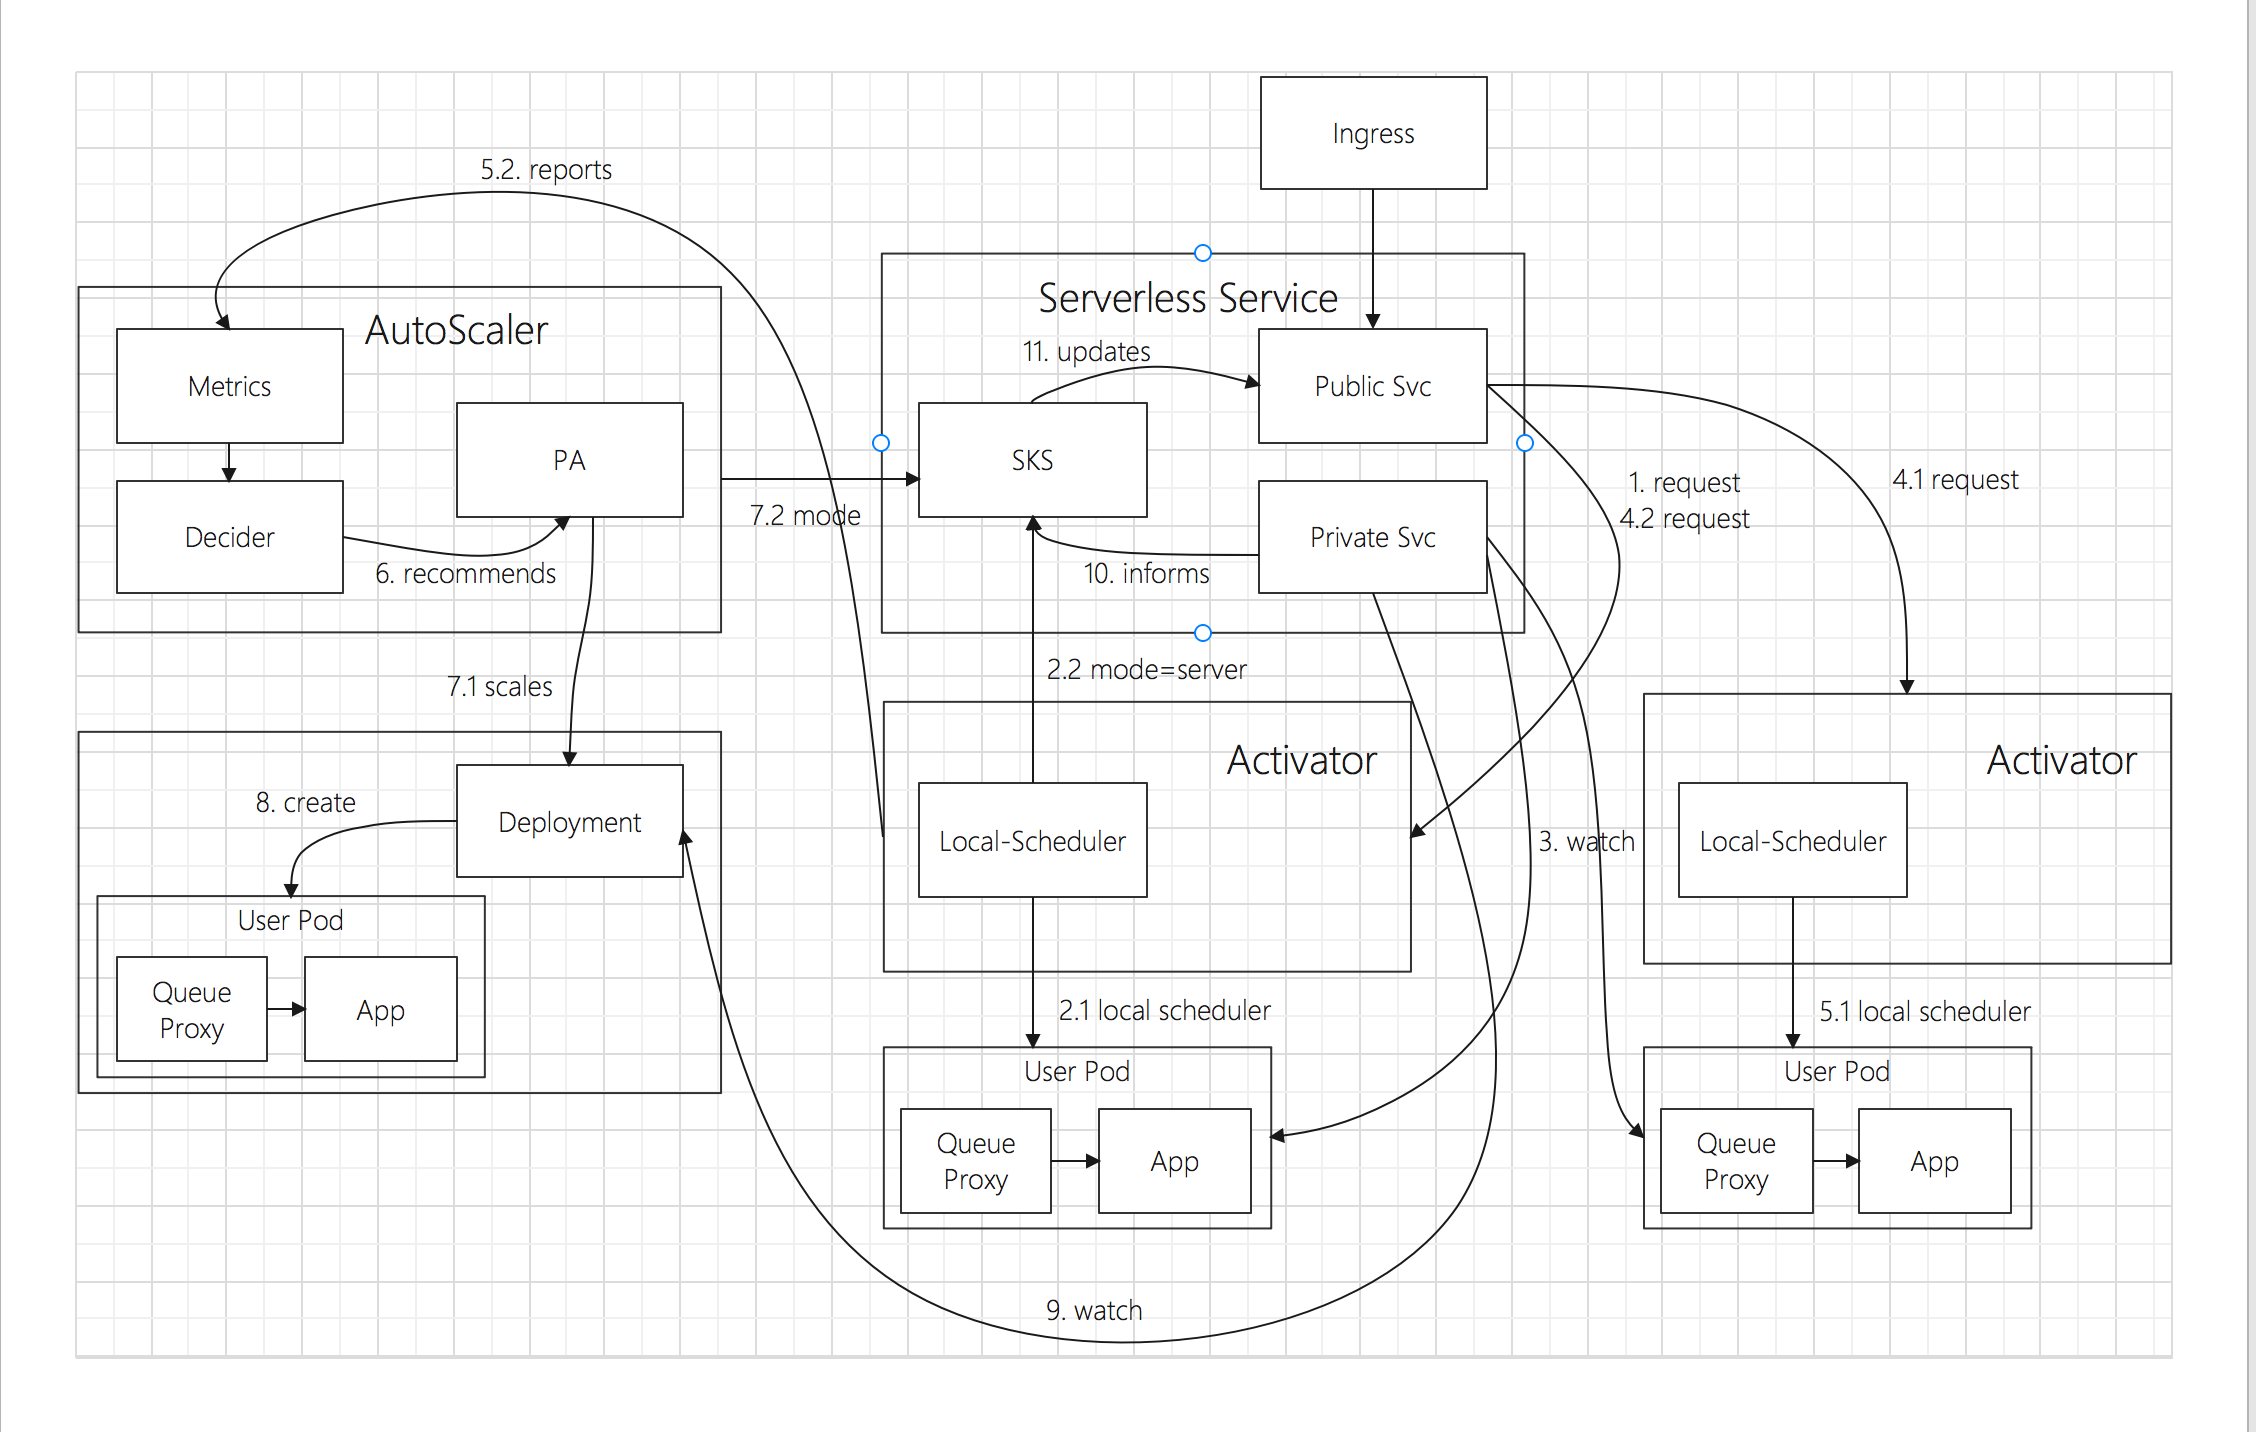 Ingress
5.2. reports
Serverless Service
AutoScaler
11. updates
Metrics
Public Svc
PA
SKS
4.1 request
1. request
4.2 request
7.2 mode
Decider
Private Svc
6. recommends
10. informs
2.2 mode=server
7.1 scales
Activator
Activator
8. create
Deployment
Local-Scheduler
3. watch
Local-Scheduler
User Pod
Queue
Proxy
App
2.1 local scheduler
5.1 local scheduler
User Pod
User Pod
Queue
Proxy
App
Queue
Proxy
App
9. watch